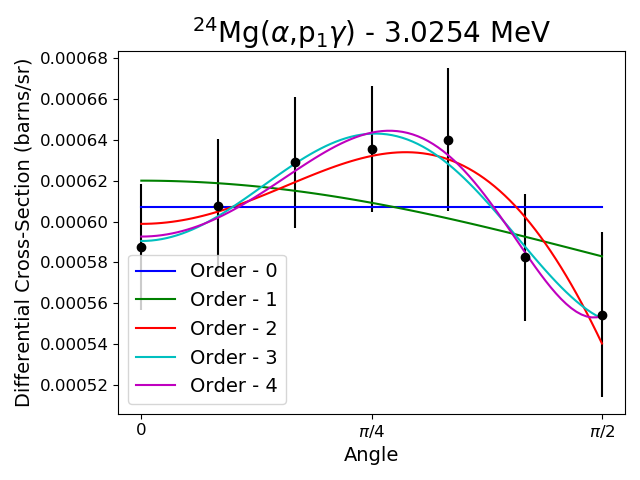 ²⁴Mg(α,p₁γ) - 3.0254 MeV
Differential Cross-Section (barns/sr)
0.00068
0.00066
0.00064
0.00062
0.00060
0.00058
0.00056
0.00054
0.00052
Order - 0
Order - 1
Order - 2
Order - 3
Order - 4
0
π/4
π/2
Angle